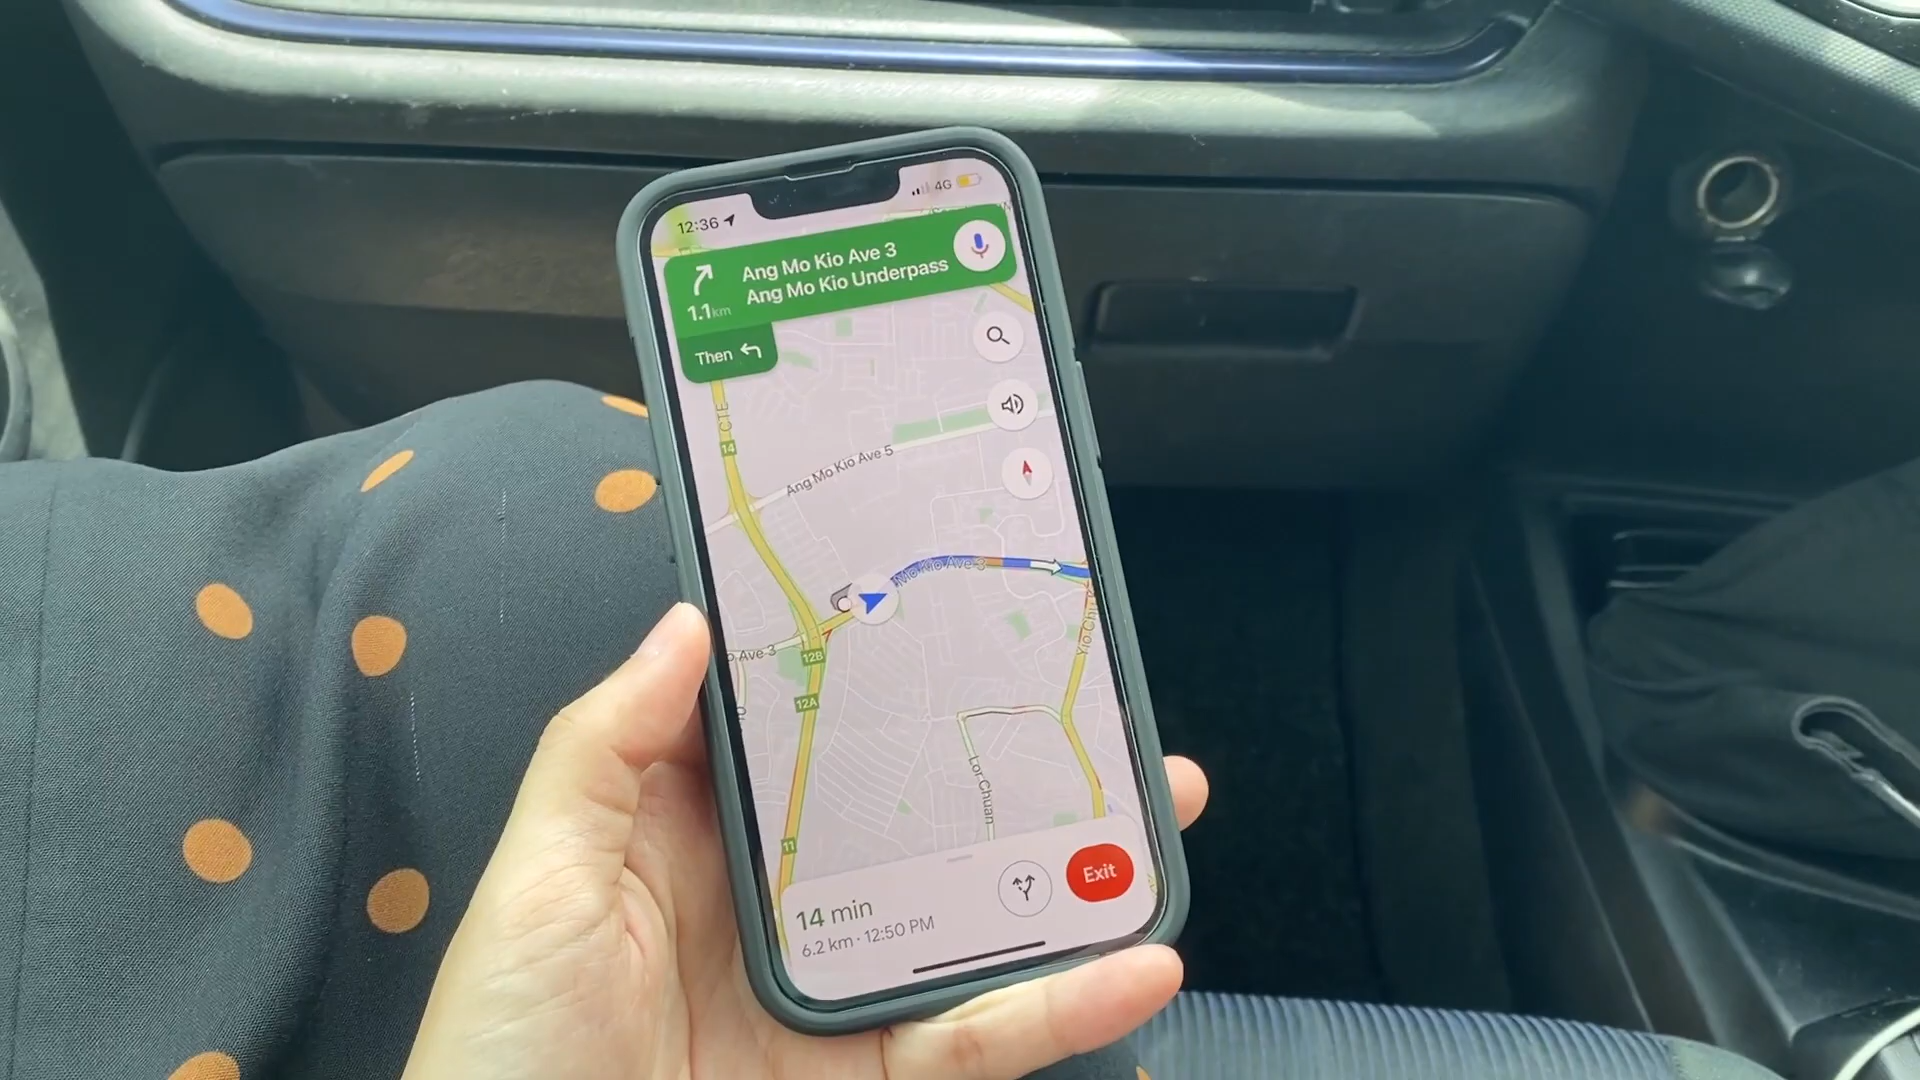 12:36
4G
Ang Mo Kio Ave 3
Ang Mo Kio Underpass
1.1 km
Then
CTE
14
Ang Mo Kio Ave 5
Mo Kio Ave 3
Ave 3
12B
12A
Lor Chuan
11
14 min
6.2 km · 12:50 PM
Exit